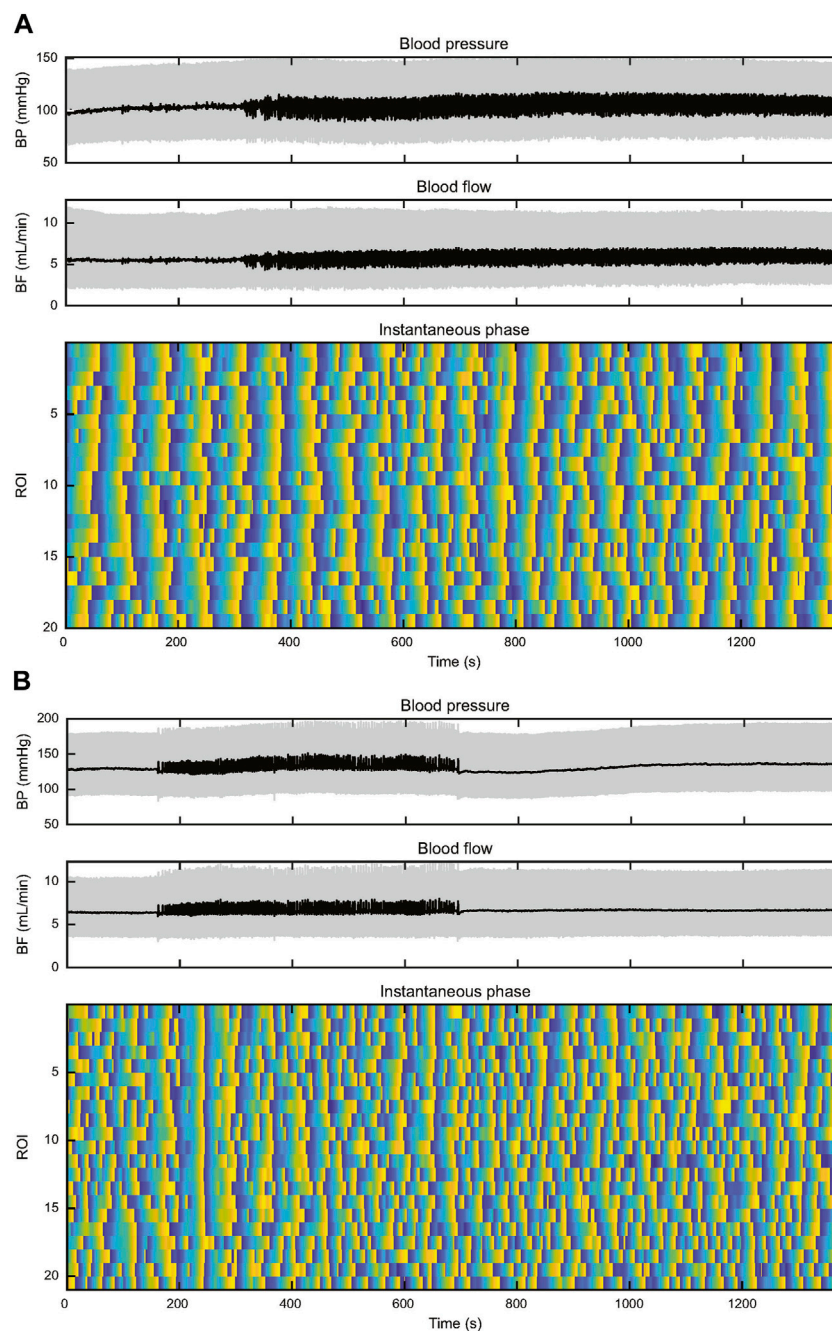 A
Blood pressure
BP (mmHg)
150
100
50
Blood flow
BF (mL/min)
10
5
0
Instantaneous phase
ROI
5
10
15
20
0 200 400 600 800 1000 1200
Time (s)
B
Blood pressure
BP (mmHg)
200
150
100
50
Blood flow
BF (mL/min)
10
5
0
Instantaneous phase
ROI
5
10
15
20
0 200 400 600 800 1000 1200
Time (s)